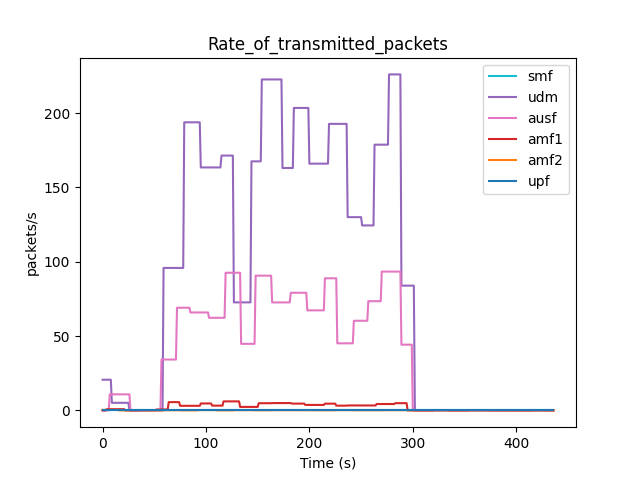 Rate_of_transmitted_packets
smf
udm
ausf
amf1
amf2
upf
packets/s
200
150
100
50
0
0 100 200 300 400
Time (s)